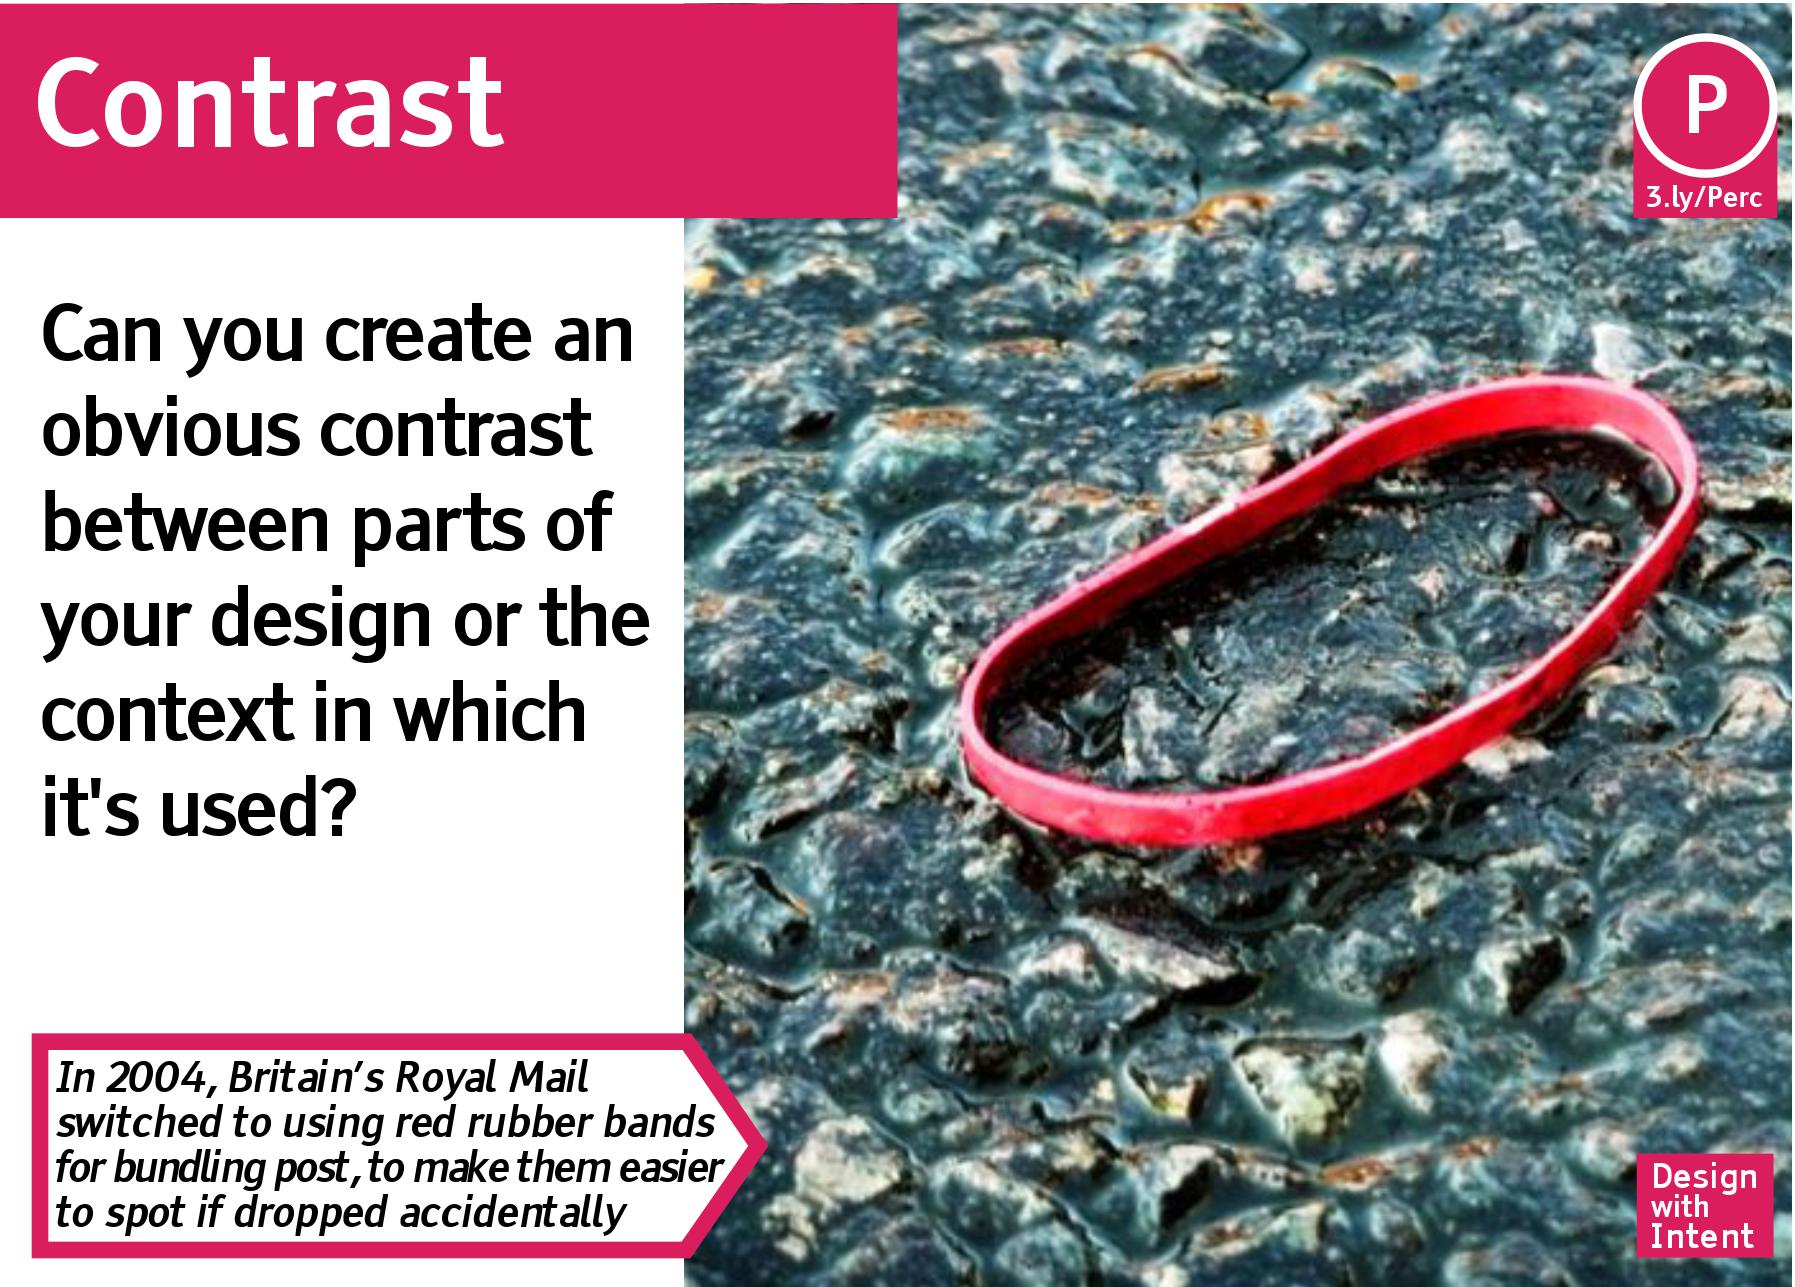 Contrast
P
3.ly/Perc
Can you create an
obvious contrast
between parts of
your design or the
context in which
it's used?
In 2004, Britain’s Royal Mail
switched to using red rubber bands
for bundling post, to make them easier
to spot if dropped accidentally
Design
with
Intent